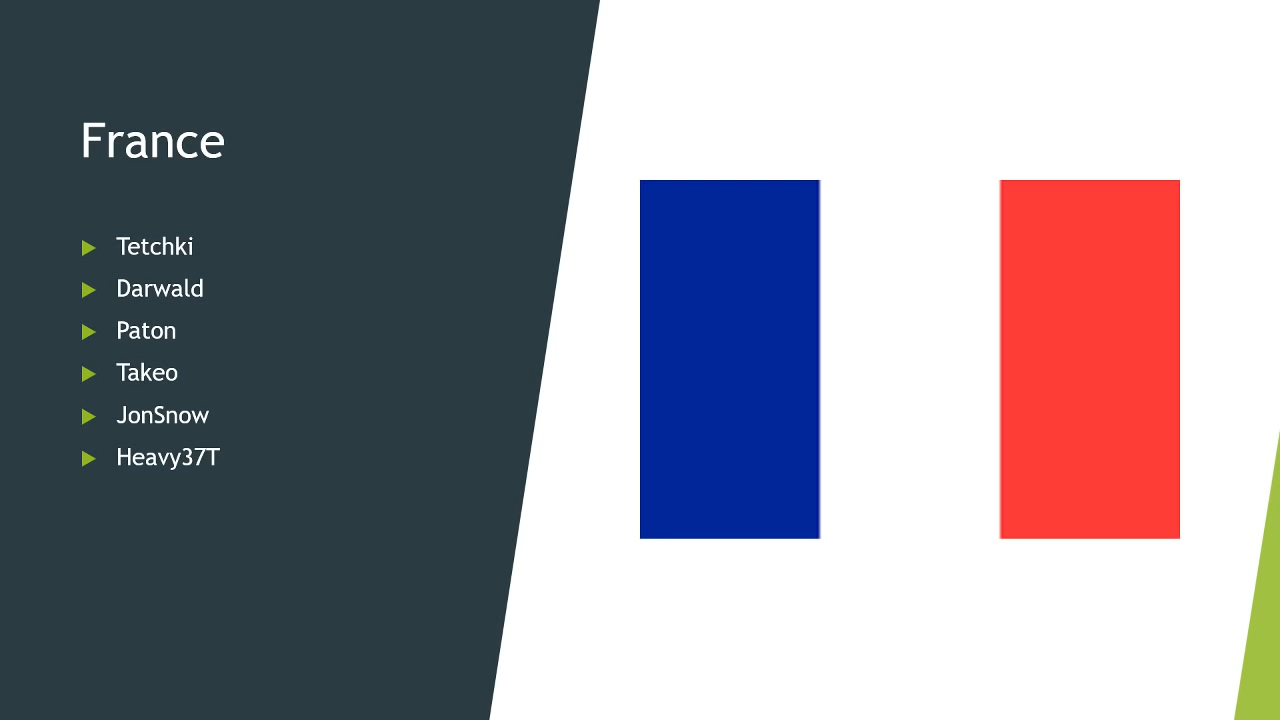 France
Tetchki
Darwald
Paton
Takeo
JonSnow
Heavy37T